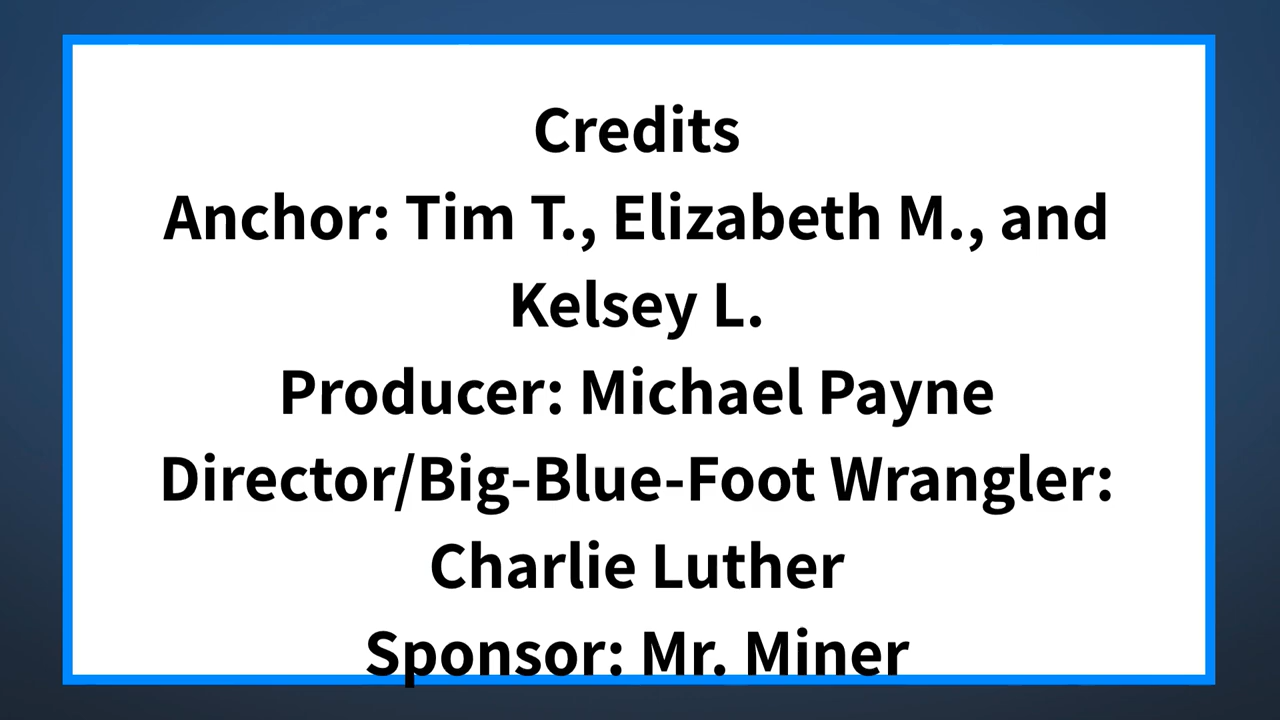 Credits
Anchor: Tim T., Elizabeth M., and
Kelsey L.
Producer: Michael Payne
Director/Big-Blue-Foot Wrangler:
Charlie Luther
Sponsor: Mr. Miner